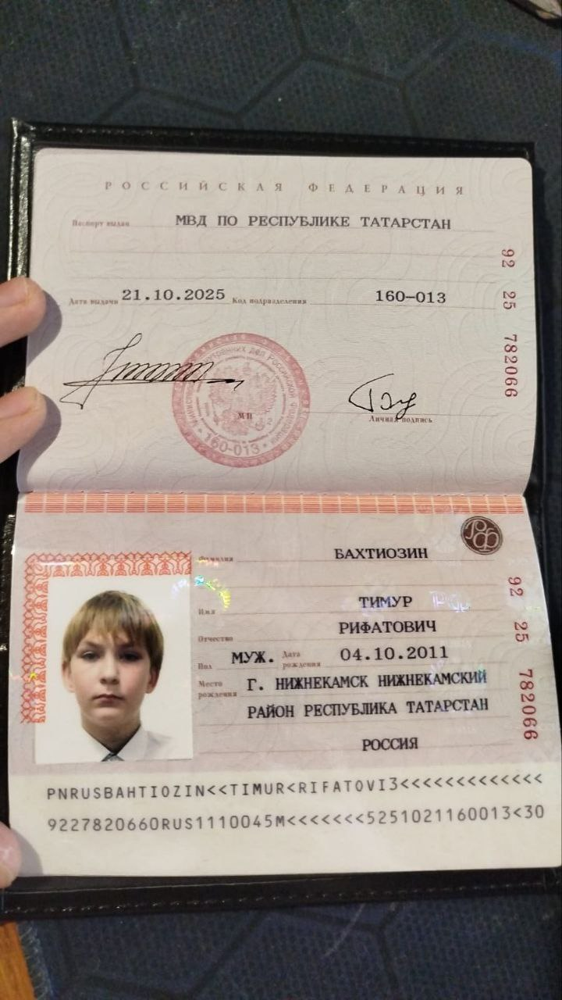 РОССИЙСКАЯ ФЕДЕРАЦИЯ
Паспорт выдан МВД ПО РЕСПУБЛИКЕ ТАТАРСТАН
Дата выдачи 21.10.2025 Код подразделения 160-013
92 25 782066
160-013
МП
Личная подпись
РФ
Фамилия БАХТИОЗИН
Имя ТИМУР
Отчество РИФАТОВИЧ
Пол МУЖ. Дата рождения 04.10.2011
Место рождения Г. НИЖНЕКАМСК НИЖНЕКАМСКИЙ
РАЙОН РЕСПУБЛИКА ТАТАРСТАН
РОССИЯ
92 25 782066
PNRUSBAHTIOZIN<<TIMUR<RIFATOVI3<<<<<<<<<<<<<
9227820660RUS1110045M<<<<<<<5251021160013<30